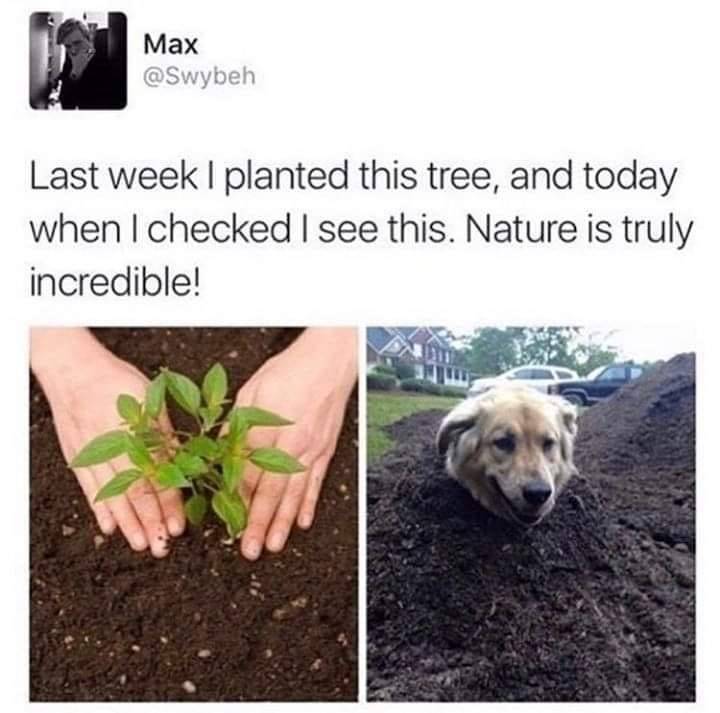 Max
@Swybeh
Last week I planted this tree, and today
when I checked I see this. Nature is truly
incredible!